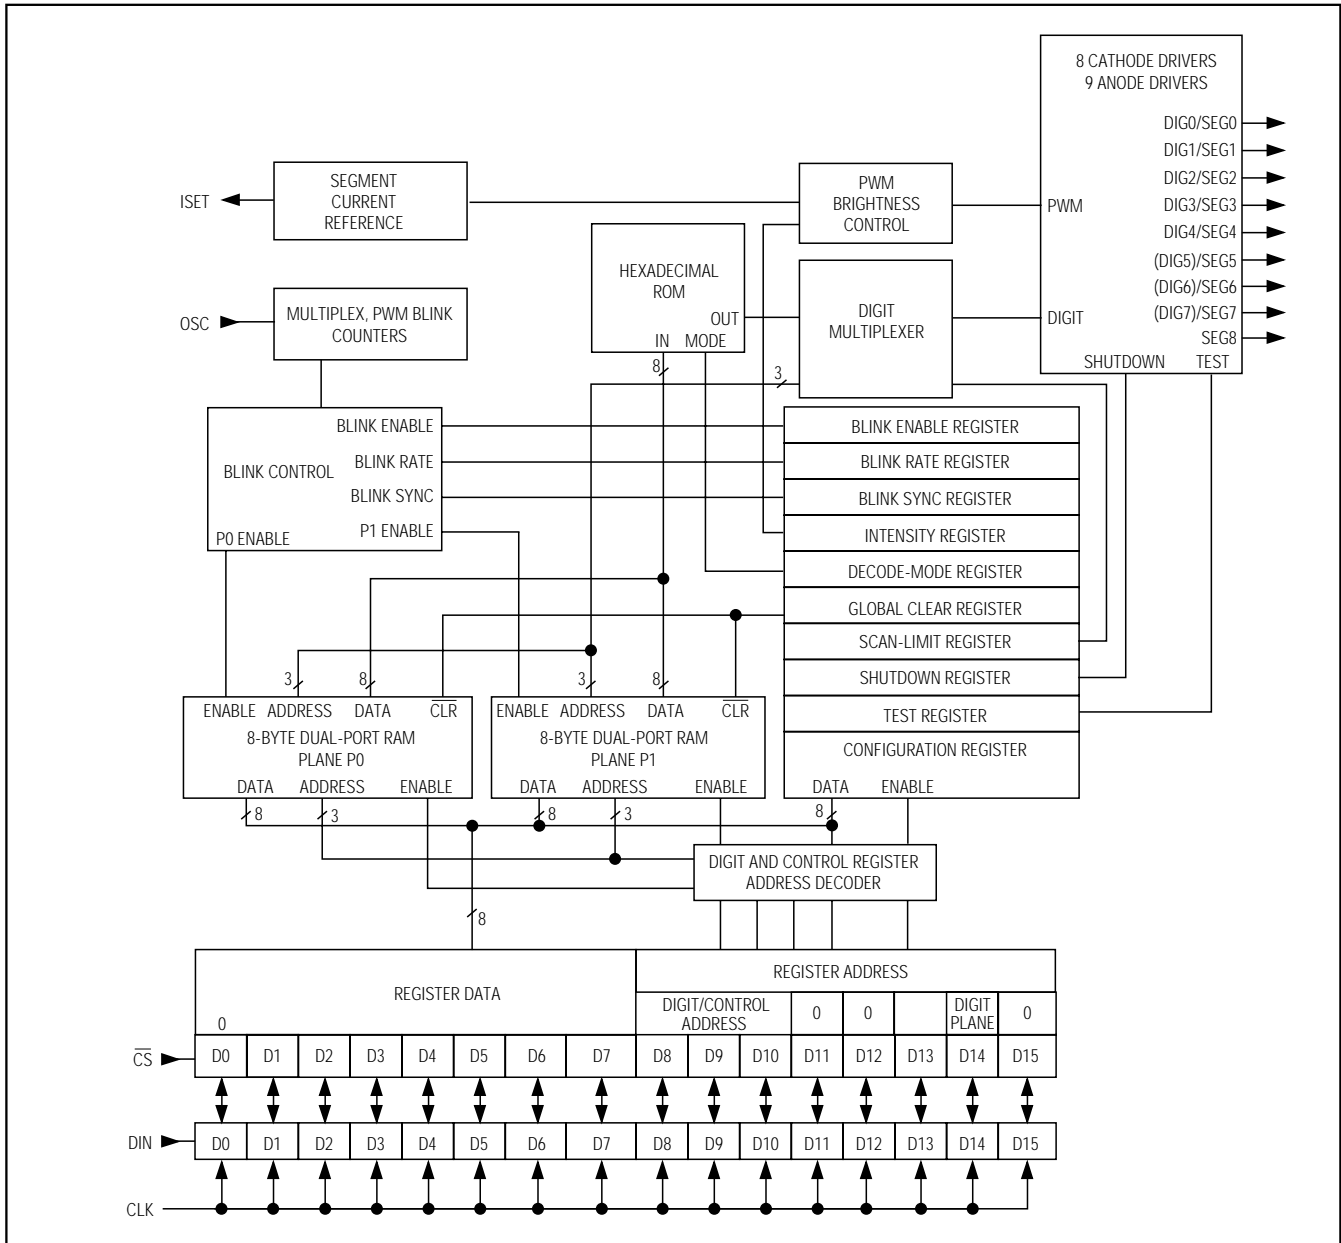 8 CATHODE DRIVERS
9 ANODE DRIVERS
DIG0/SEG0
DIG1/SEG1
DIG2/SEG2
DIG3/SEG3
DIG4/SEG4
(DIG5)/SEG5
(DIG6)/SEG6
(DIG7)/SEG7
SEG8
PWM
DIGIT
SHUTDOWN TEST
ISET
SEGMENT
CURRENT
REFERENCE
PWM
BRIGHTNESS
CONTROL
HEXADECIMAL
ROM
OUT
IN MODE
8
DIGIT
MULTIPLEXER
3
OSC
MULTIPLEX, PWM BLINK
COUNTERS
BLINK ENABLE
BLINK CONTROL
BLINK RATE
BLINK SYNC
P1 ENABLE
P0 ENABLE
BLINK ENABLE REGISTER
BLINK RATE REGISTER
BLINK SYNC REGISTER
INTENSITY REGISTER
DECODE-MODE REGISTER
GLOBAL CLEAR REGISTER
SCAN-LIMIT REGISTER
SHUTDOWN REGISTER
TEST REGISTER
CONFIGURATION REGISTER
DATA ENABLE
8
3 8
ENABLE ADDRESS DATA CLR
8-BYTE DUAL-PORT RAM
PLANE P0
DATA ADDRESS ENABLE
8 3
3 8
ENABLE ADDRESS DATA CLR
8-BYTE DUAL-PORT RAM
PLANE P1
DATA ADDRESS ENABLE
8 3
DIGIT AND CONTROL REGISTER
ADDRESS DECODER
8
REGISTER DATA
0
REGISTER ADDRESS
DIGIT/CONTROL
ADDRESS
0 0
DIGIT
PLANE
0
CS
D0 D1 D2 D3 D4 D5 D6 D7 D8 D9 D10 D11 D12 D13 D14 D15
DIN
D0 D1 D2 D3 D4 D5 D6 D7 D8 D9 D10 D11 D12 D13 D14 D15
CLK